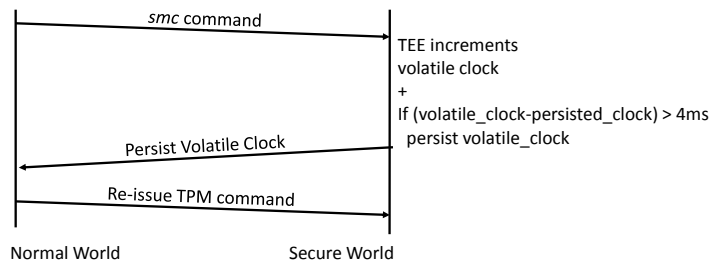 smc command
TEE increments
volatile clock
+
If (volatile_clock-persisted_clock) > 4ms
persist volatile_clock
Persist Volatile Clock
Re-issue TPM command
Normal World
Secure World